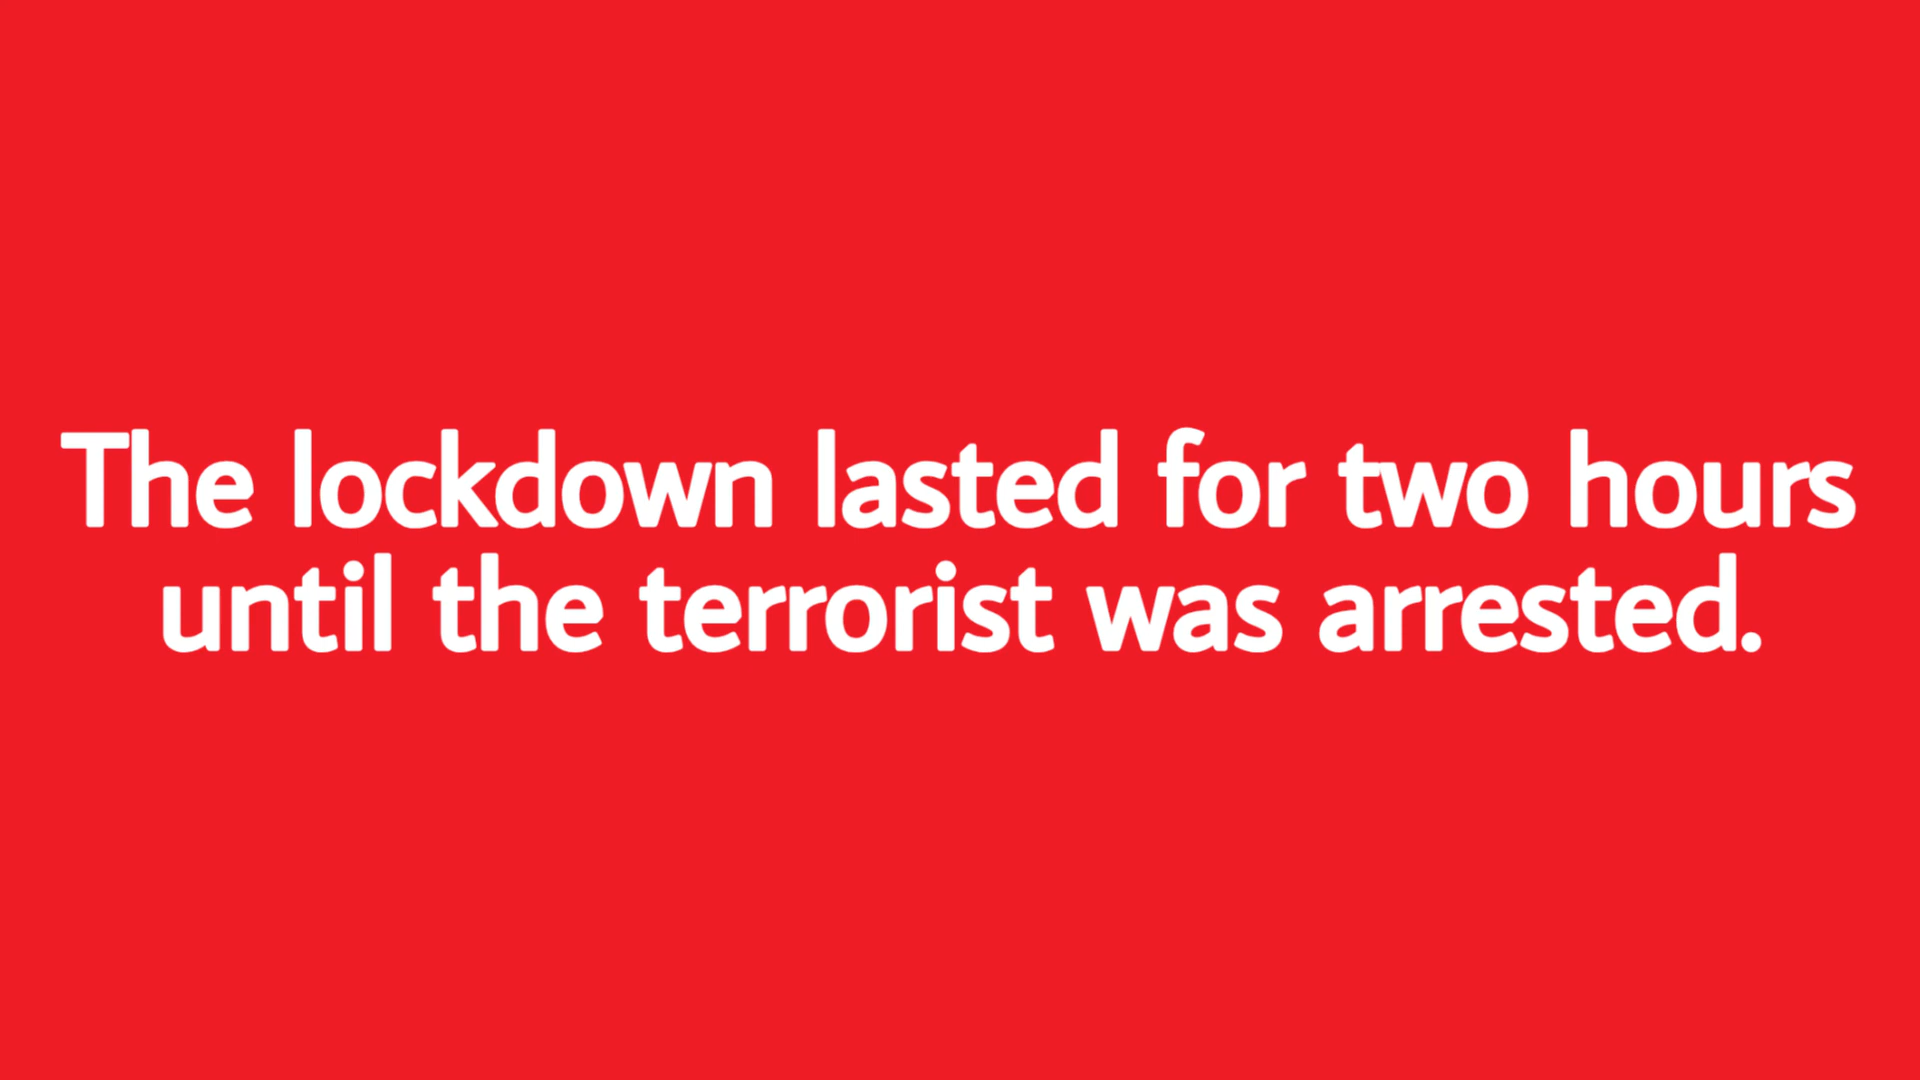 The lockdown lasted for two hours
until the terrorist was arrested.